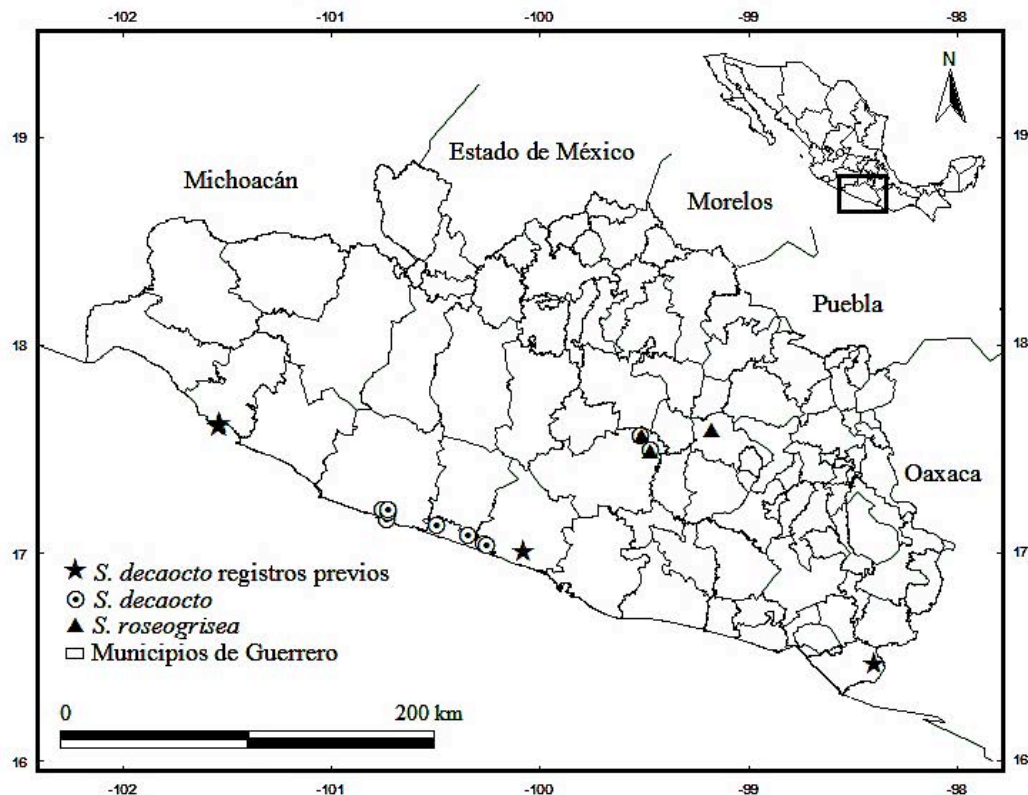 -102 -101 -100 -99 -98
N
19 19
Estado de México
Michoacán
Morelos
Puebla
18 18
Oaxaca
17 17
S. decaocto registros previos
S. decaocto
S. roseogrisea
Municipios de Guerrero
0 200 km
16 16
-102 -101 -100 -99 -98